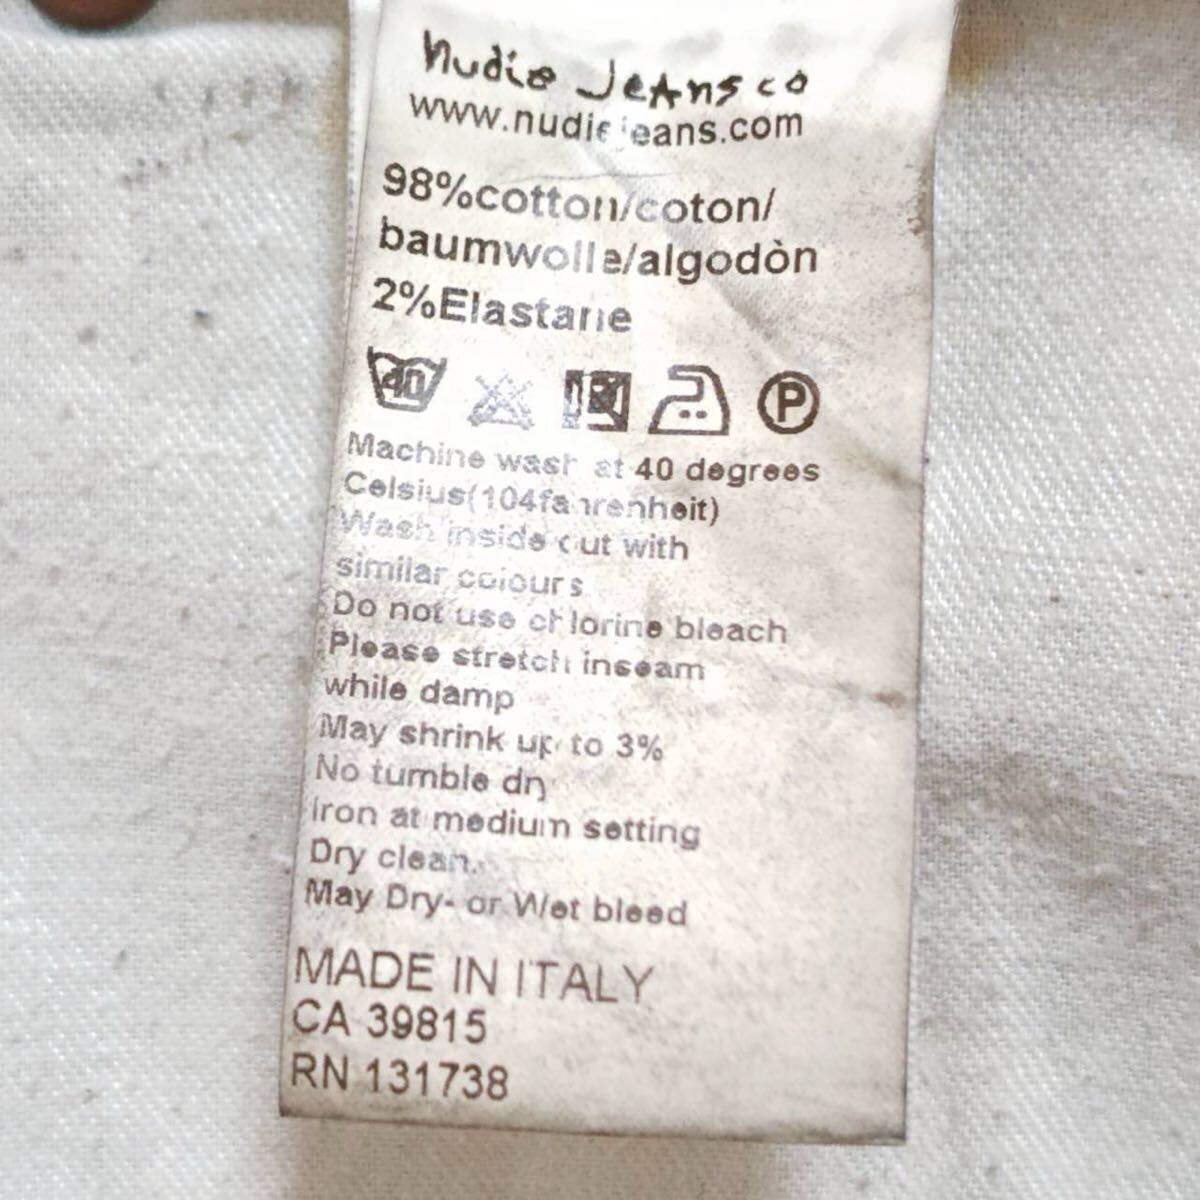 nudie Jeans co
www.nudiejeans.com
98%cotton/coton/
baumwolle/algodòn
2%Elastane
40 P
Machine wash at 40 degrees
Celsius(104fahrenheit)
Wash inside out with
similar colours
Do not use chlorine bleach
Please stretch inseam
while damp
May shrink up to 3%
No tumble dry
Iron at medium setting
Dry clean.
May Dry- or Wet bleed
MADE IN ITALY
CA 39815
RN 131738